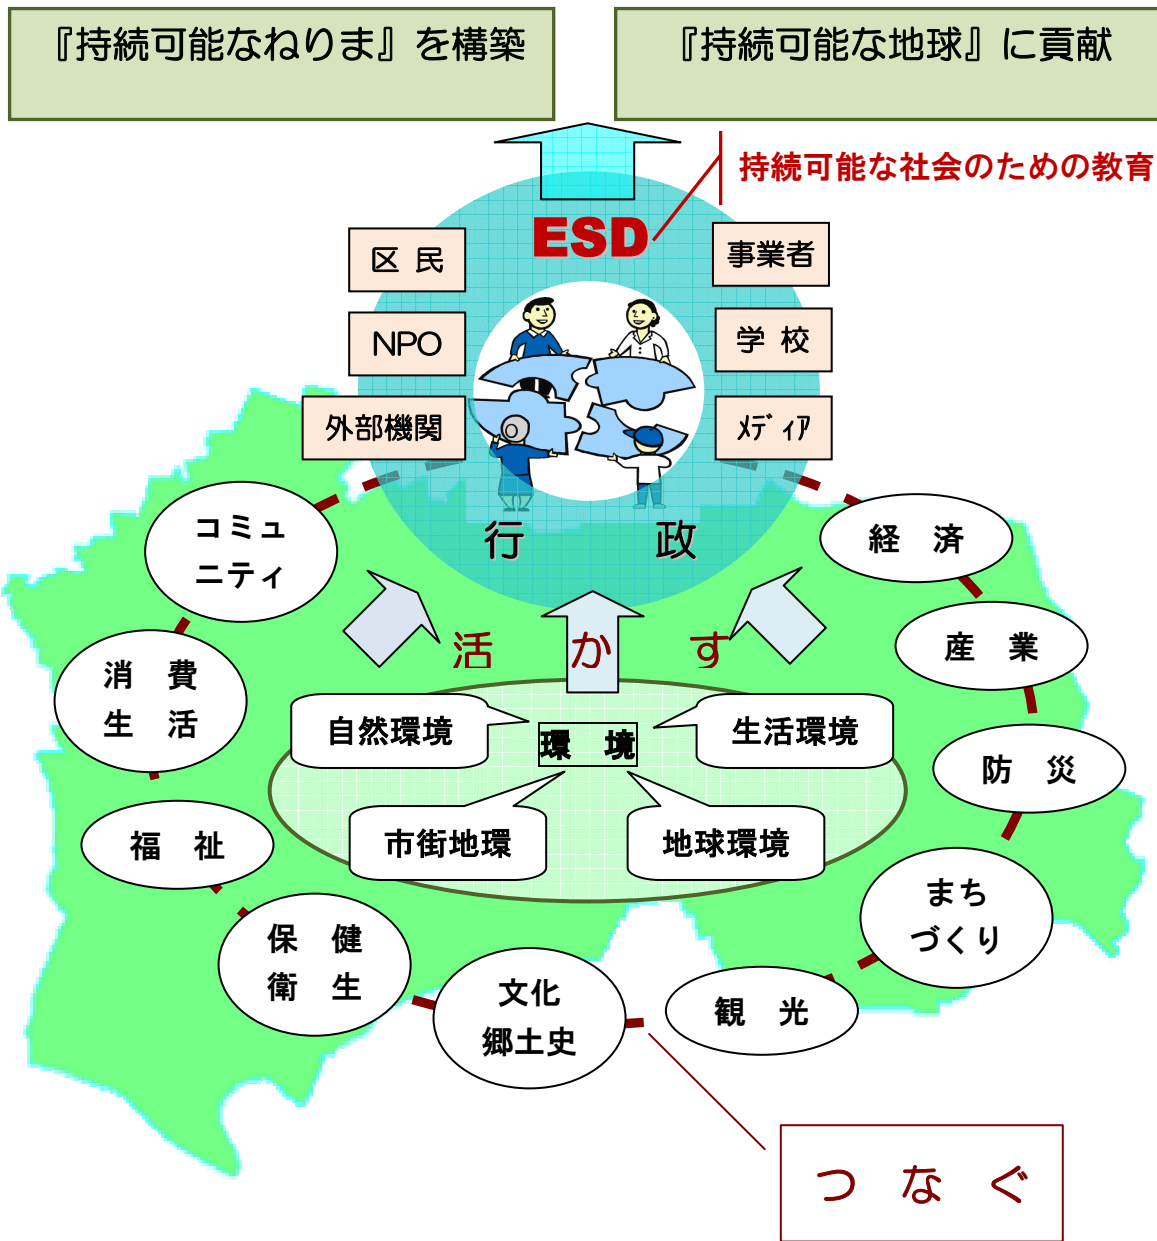 『持続可能なねりま』を構築
『持続可能な地球』に貢献
持続可能な社会のための教育
ESD
区 民
事業者
NPO
学 校
外部機関
ﾒﾃﾞｨｱ
行 政
コミュ
ニティ
経 済
消 費
生 活
産 業
活 か す
自然環境
環 境
生活環境
防 災
市街地環
地球環境
福 祉
まち
づくり
保 健
衛 生
文化
郷土史
観 光
つ な ぐ